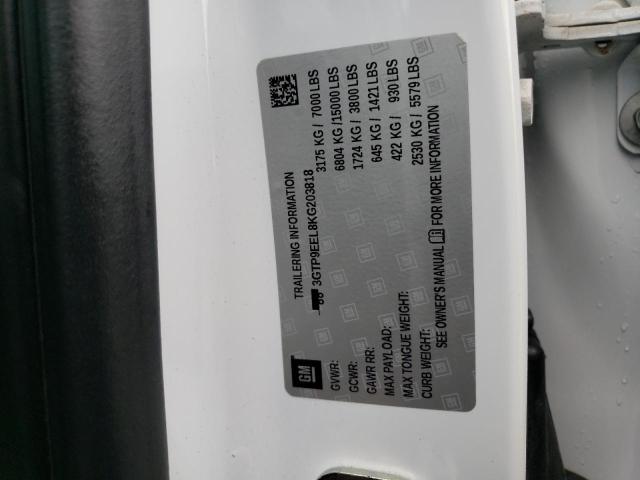 TRAILERING INFORMATION
3GTP9EEL8KG203818
GM
GVWR: 3175 KG / 7000 LBS
GCWR: 6804 KG /15000 LBS
GAWR RR: 1724 KG / 3800 LBS
MAX PAYLOAD: 645 KG / 1421 LBS
MAX TONGUE WEIGHT: 422 KG / 930 LBS
CURB WEIGHT: 2530 KG / 5579 LBS
SEE OWNER'S MANUAL FOR MORE INFORMATION